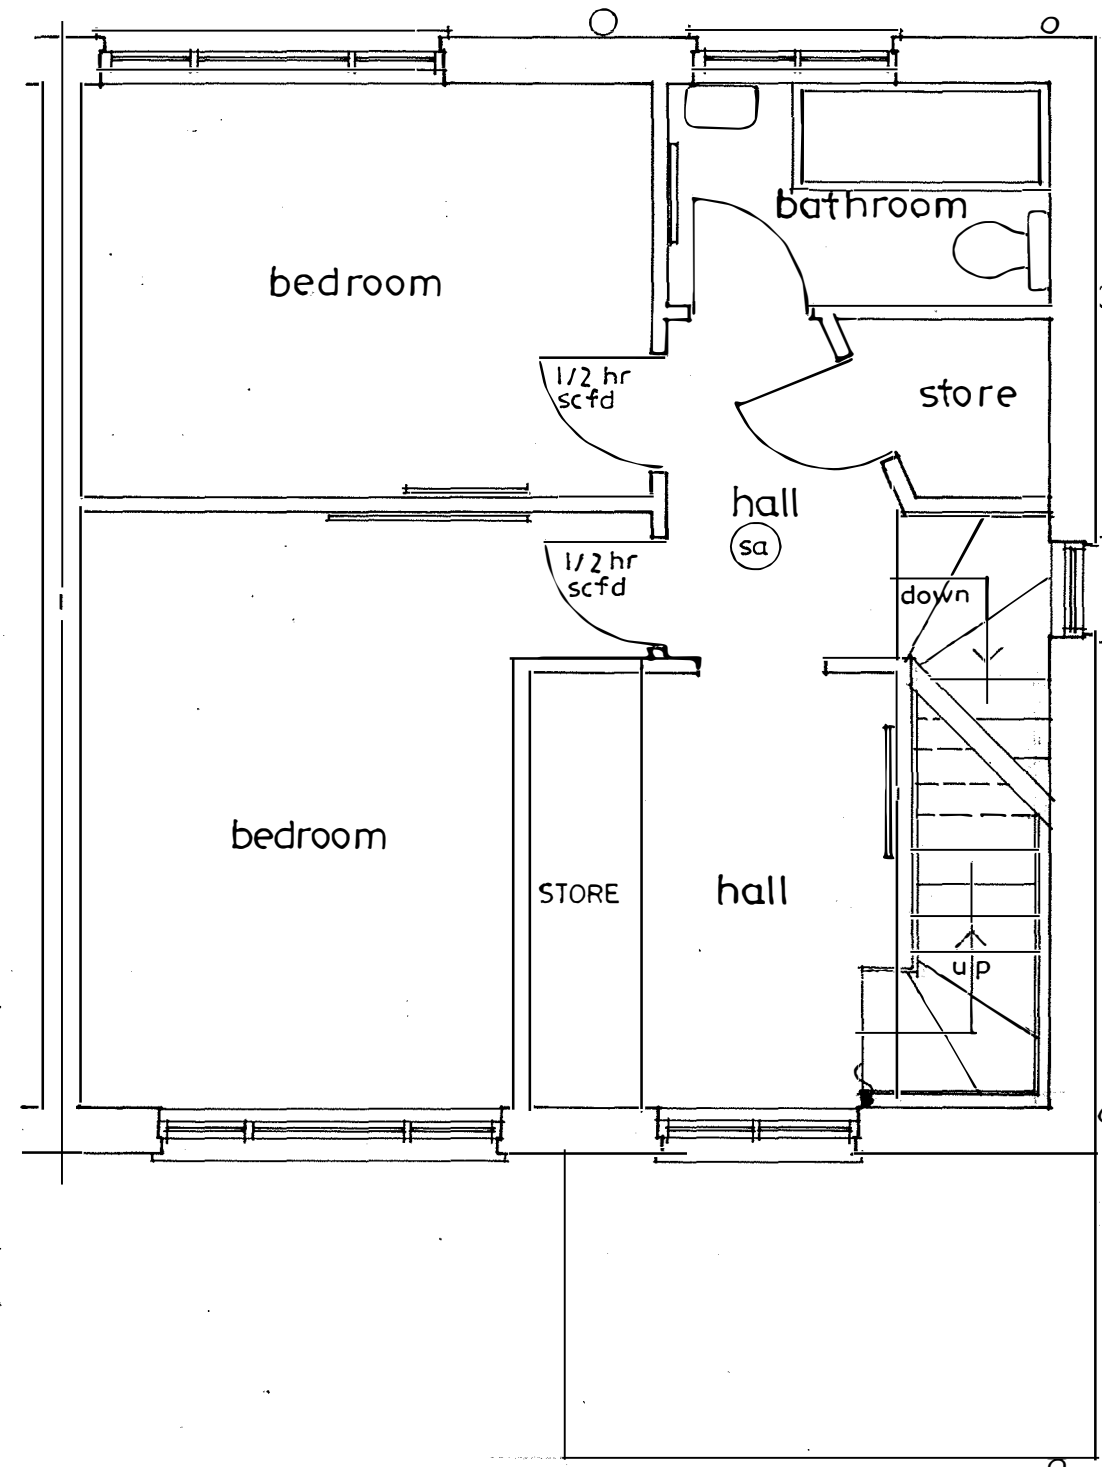 bathroom
bedroom
1/2 hr
scfd
store
hall
sa
1/2 hr
scfd
down
bedroom
STORE
hall
up